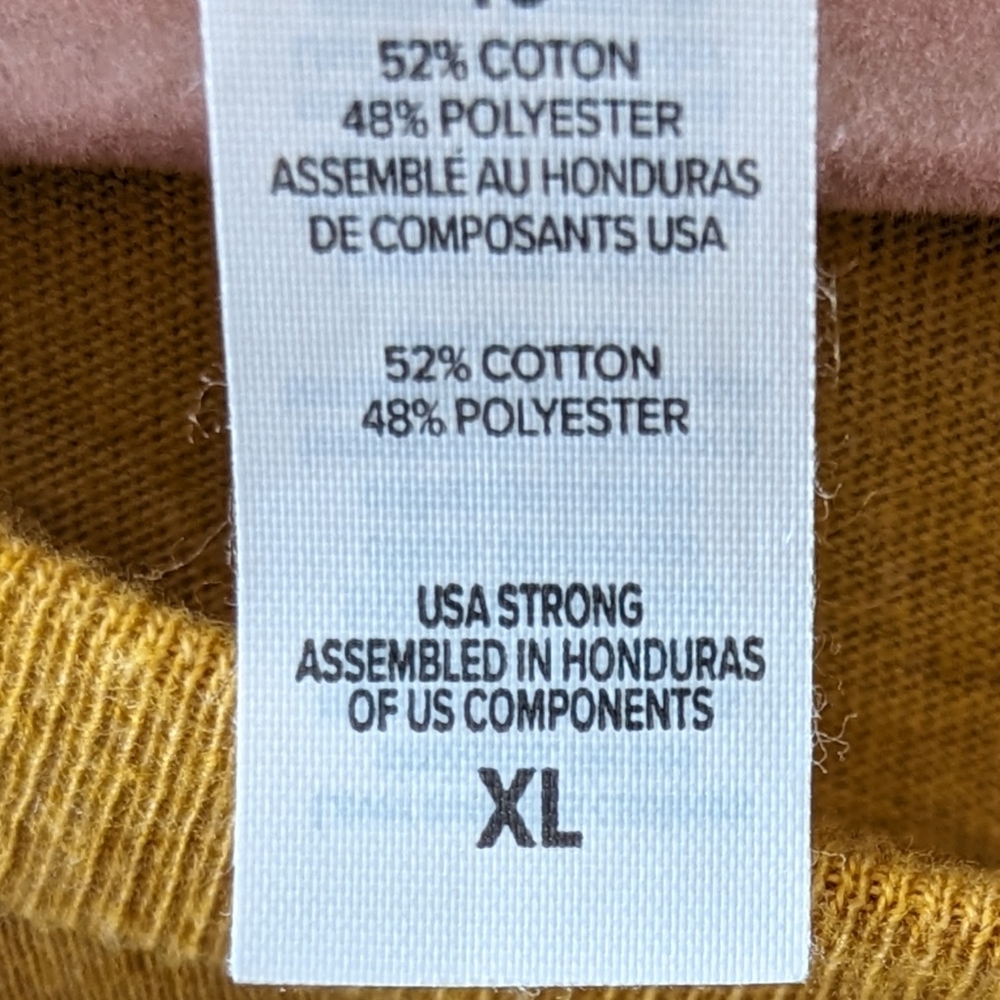 52% COTON
48% POLYESTER
ASSEMBLÉ AU HONDURAS
DE COMPOSANTS USA
52% COTTON
48% POLYESTER
USA STRONG
ASSEMBLED IN HONDURAS
OF US COMPONENTS
XL